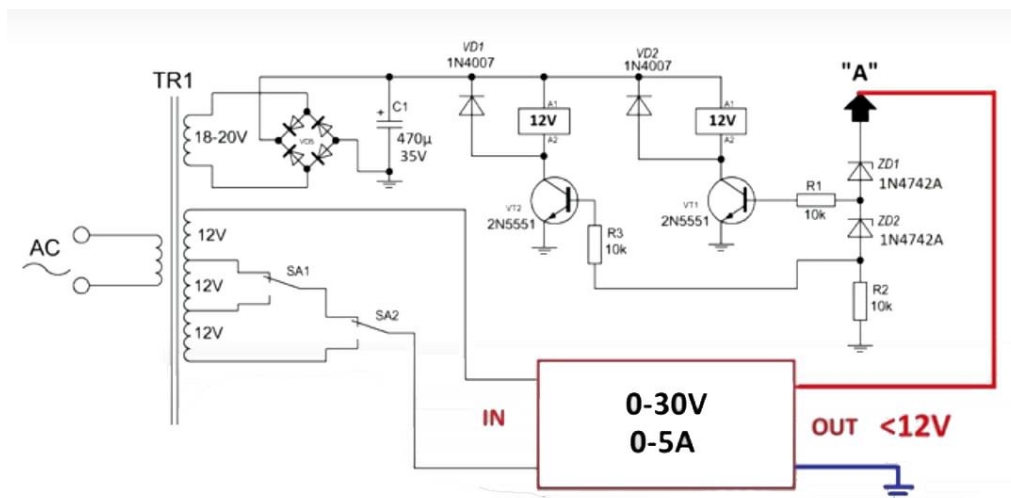 TR1
18-20V
VD5
C1
+
470µ
35V
VD1
1N4007
A1
12V
A2
VT2
2N5551
R3
10k
VD2
1N4007
A1
12V
A2
VT1
2N5551
R1
10k
"A"
ZD1
1N4742A
ZD2
1N4742A
R2
10k
AC
12V
12V
12V
SA1
SA2
IN
0-30V
0-5A
OUT <12V